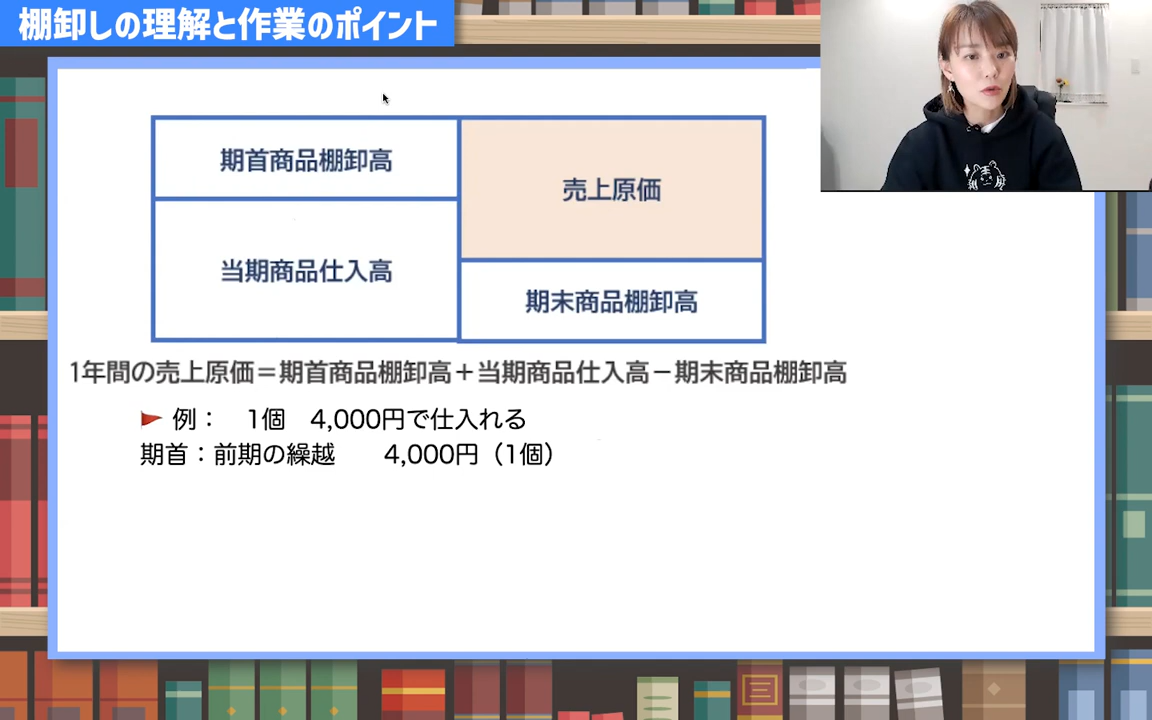 棚卸しの理解と作業のポイント
期首商品棚卸高
売上原価
当期商品仕入高
期末商品棚卸高
1年間の売上原価＝期首商品棚卸高＋当期商品仕入高－期末商品棚卸高
例： 1個 4,000円で仕入れる
期首：前期の繰越 4,000円（1個）